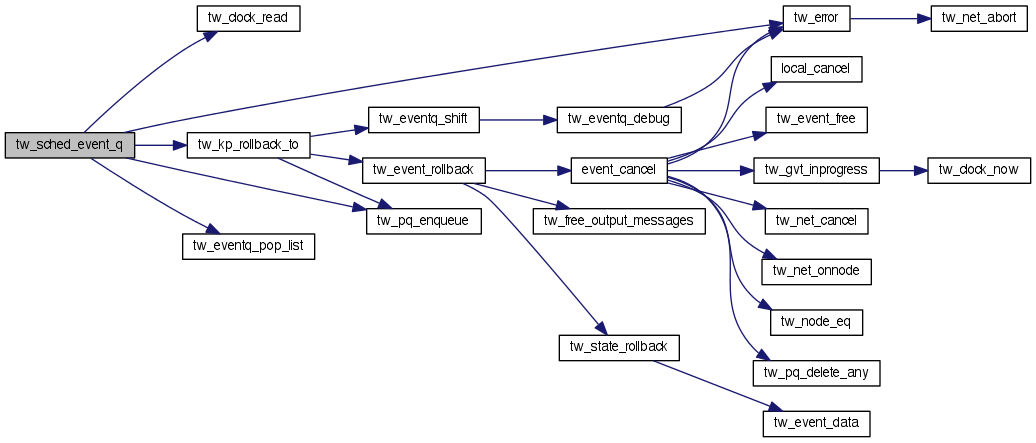 tw_clock_read
tw_error
tw_net_abort
local_cancel
tw_eventq_shift
tw_eventq_debug
tw_event_free
tw_sched_event_q
tw_kp_rollback_to
tw_event_rollback
event_cancel
tw_gvt_inprogress
tw_clock_now
tw_pq_enqueue
tw_free_output_messages
tw_net_cancel
tw_eventq_pop_list
tw_net_onnode
tw_node_eq
tw_state_rollback
tw_pq_delete_any
tw_event_data